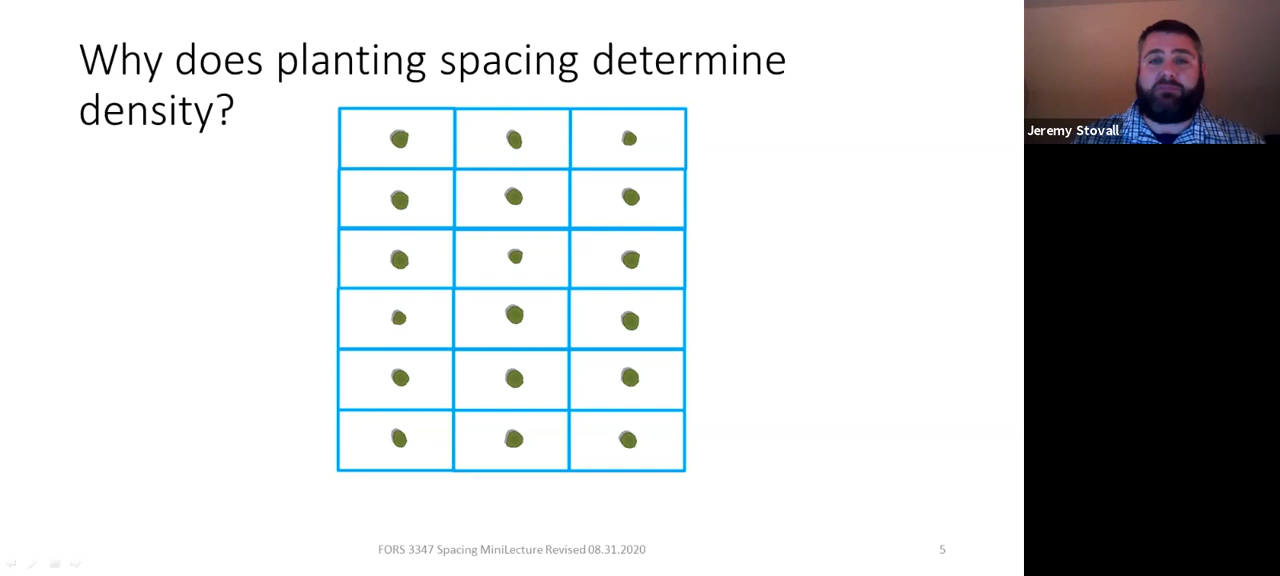 Why does planting spacing determine
density?
Jeremy Stovall
FORS 3347 Spacing MiniLecture Revised 08.31.2020
5